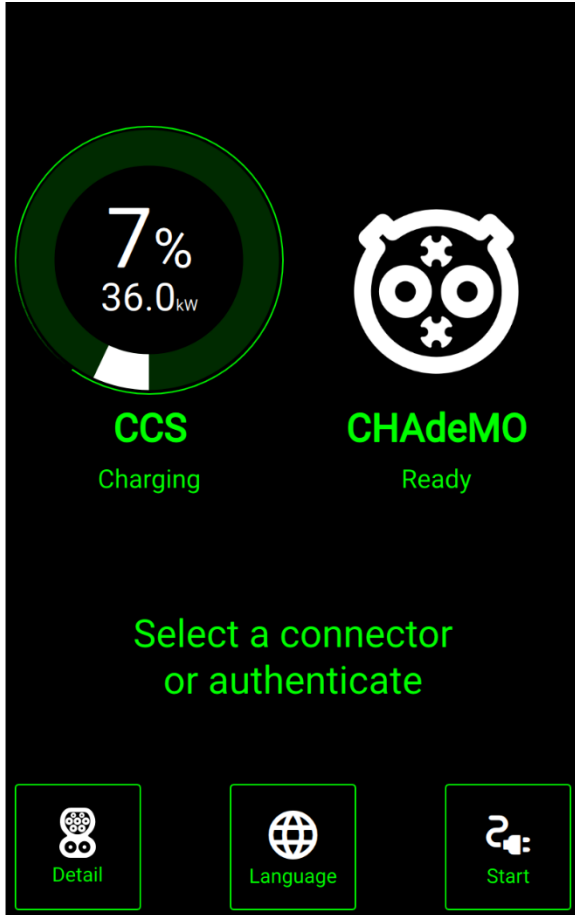 7%
36.0kW
CCS
Charging
CHAdeMO
Ready
Select a connector
or authenticate
Detail
Language
Start